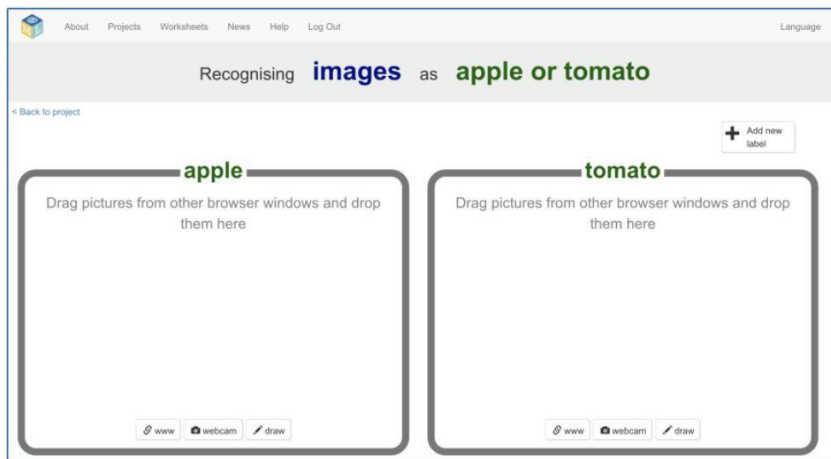 About Projects Worksheets News Help Log Out Language
Recognising images as apple or tomato
< Back to project
Add new
label
apple
Drag pictures from other browser windows and drop
them here
www webcam draw
tomato
Drag pictures from other browser windows and drop
them here
www webcam draw